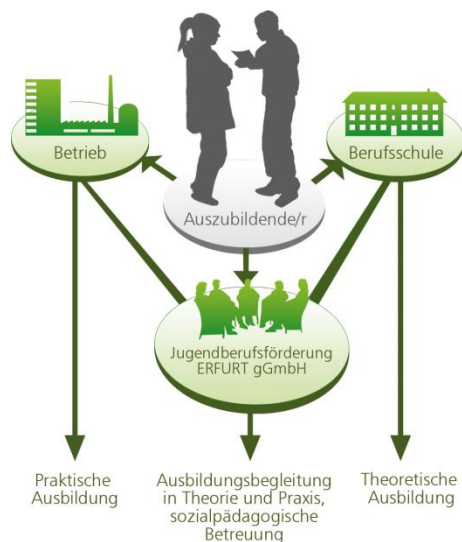 Betrieb
Berufsschule
Auszubildende/r
Jugendberufsförderung
ERFURT gGmbH
Praktische
Ausbildung
Ausbildungsbegleitung
in Theorie und Praxis,
sozialpädagogische
Betreuung
Theoretische
Ausbildung